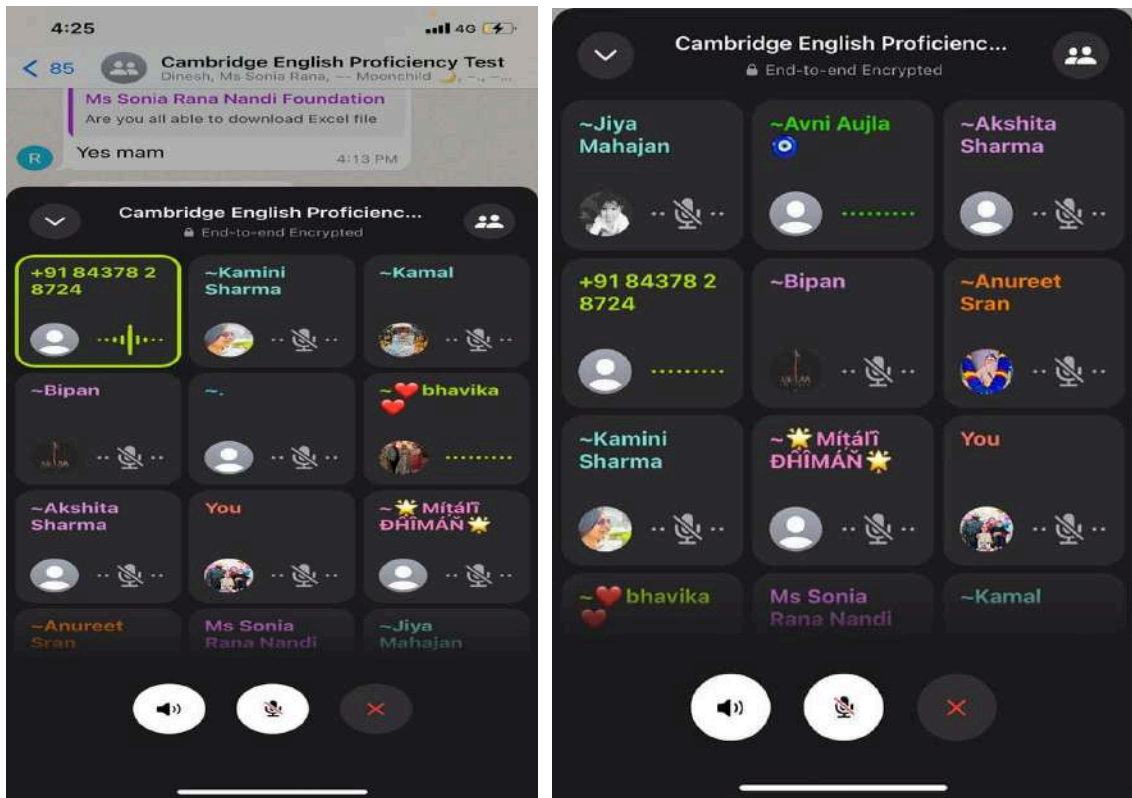 4:25
4G
85
Cambridge English Proficiency Test
Dinesh, Ms Sonia Rana, ~- Moonchild 🌙, ~., ~...
Ms Sonia Rana Nandi Foundation
Are you all able to download Excel file
R
Yes mam
4:13 PM
Cambridge English Proficienc...
End-to-end Encrypted
+91 84378 2
8724
~Kamini
Sharma
~Kamal
~Bipan
~.
~❤️bhavika
❤️
~Akshita
Sharma
You
~🌟Mítálî
ĐĤÎMÁŇ🌟
~Anureet
Sran
Ms Sonia
Rana Nandi
~Jiya
Mahajan
Cambridge English Proficienc...
End-to-end Encrypted
~Jiya
Mahajan
~Avni Aujla
🧿
~Akshita
Sharma
+91 84378 2
8724
~Bipan
~Anureet
Sran
~Kamini
Sharma
~🌟Mítálî
ĐĤÎMÁŇ🌟
You
~❤️bhavika
❤️
Ms Sonia
Rana Nandi
~Kamal